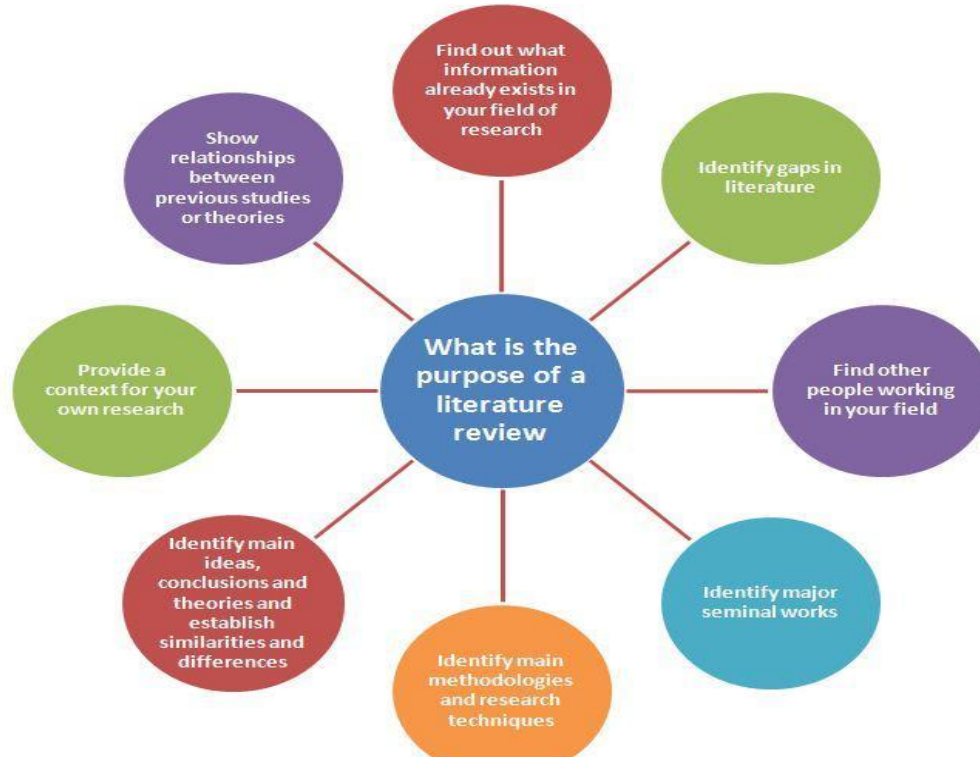 Find out what
information
already exists in
your field of
research
Identify gaps in
literature
Find other
people working
in your field
Identify major
seminal works
Identify main
methodologies
and research
techniques
Identify main
ideas,
conclusions and
theories and
establish
similarities and
differences
Provide a
context for your
own research
Show
relationships
between
previous studies
or theories
What is the
purpose of a
literature
review